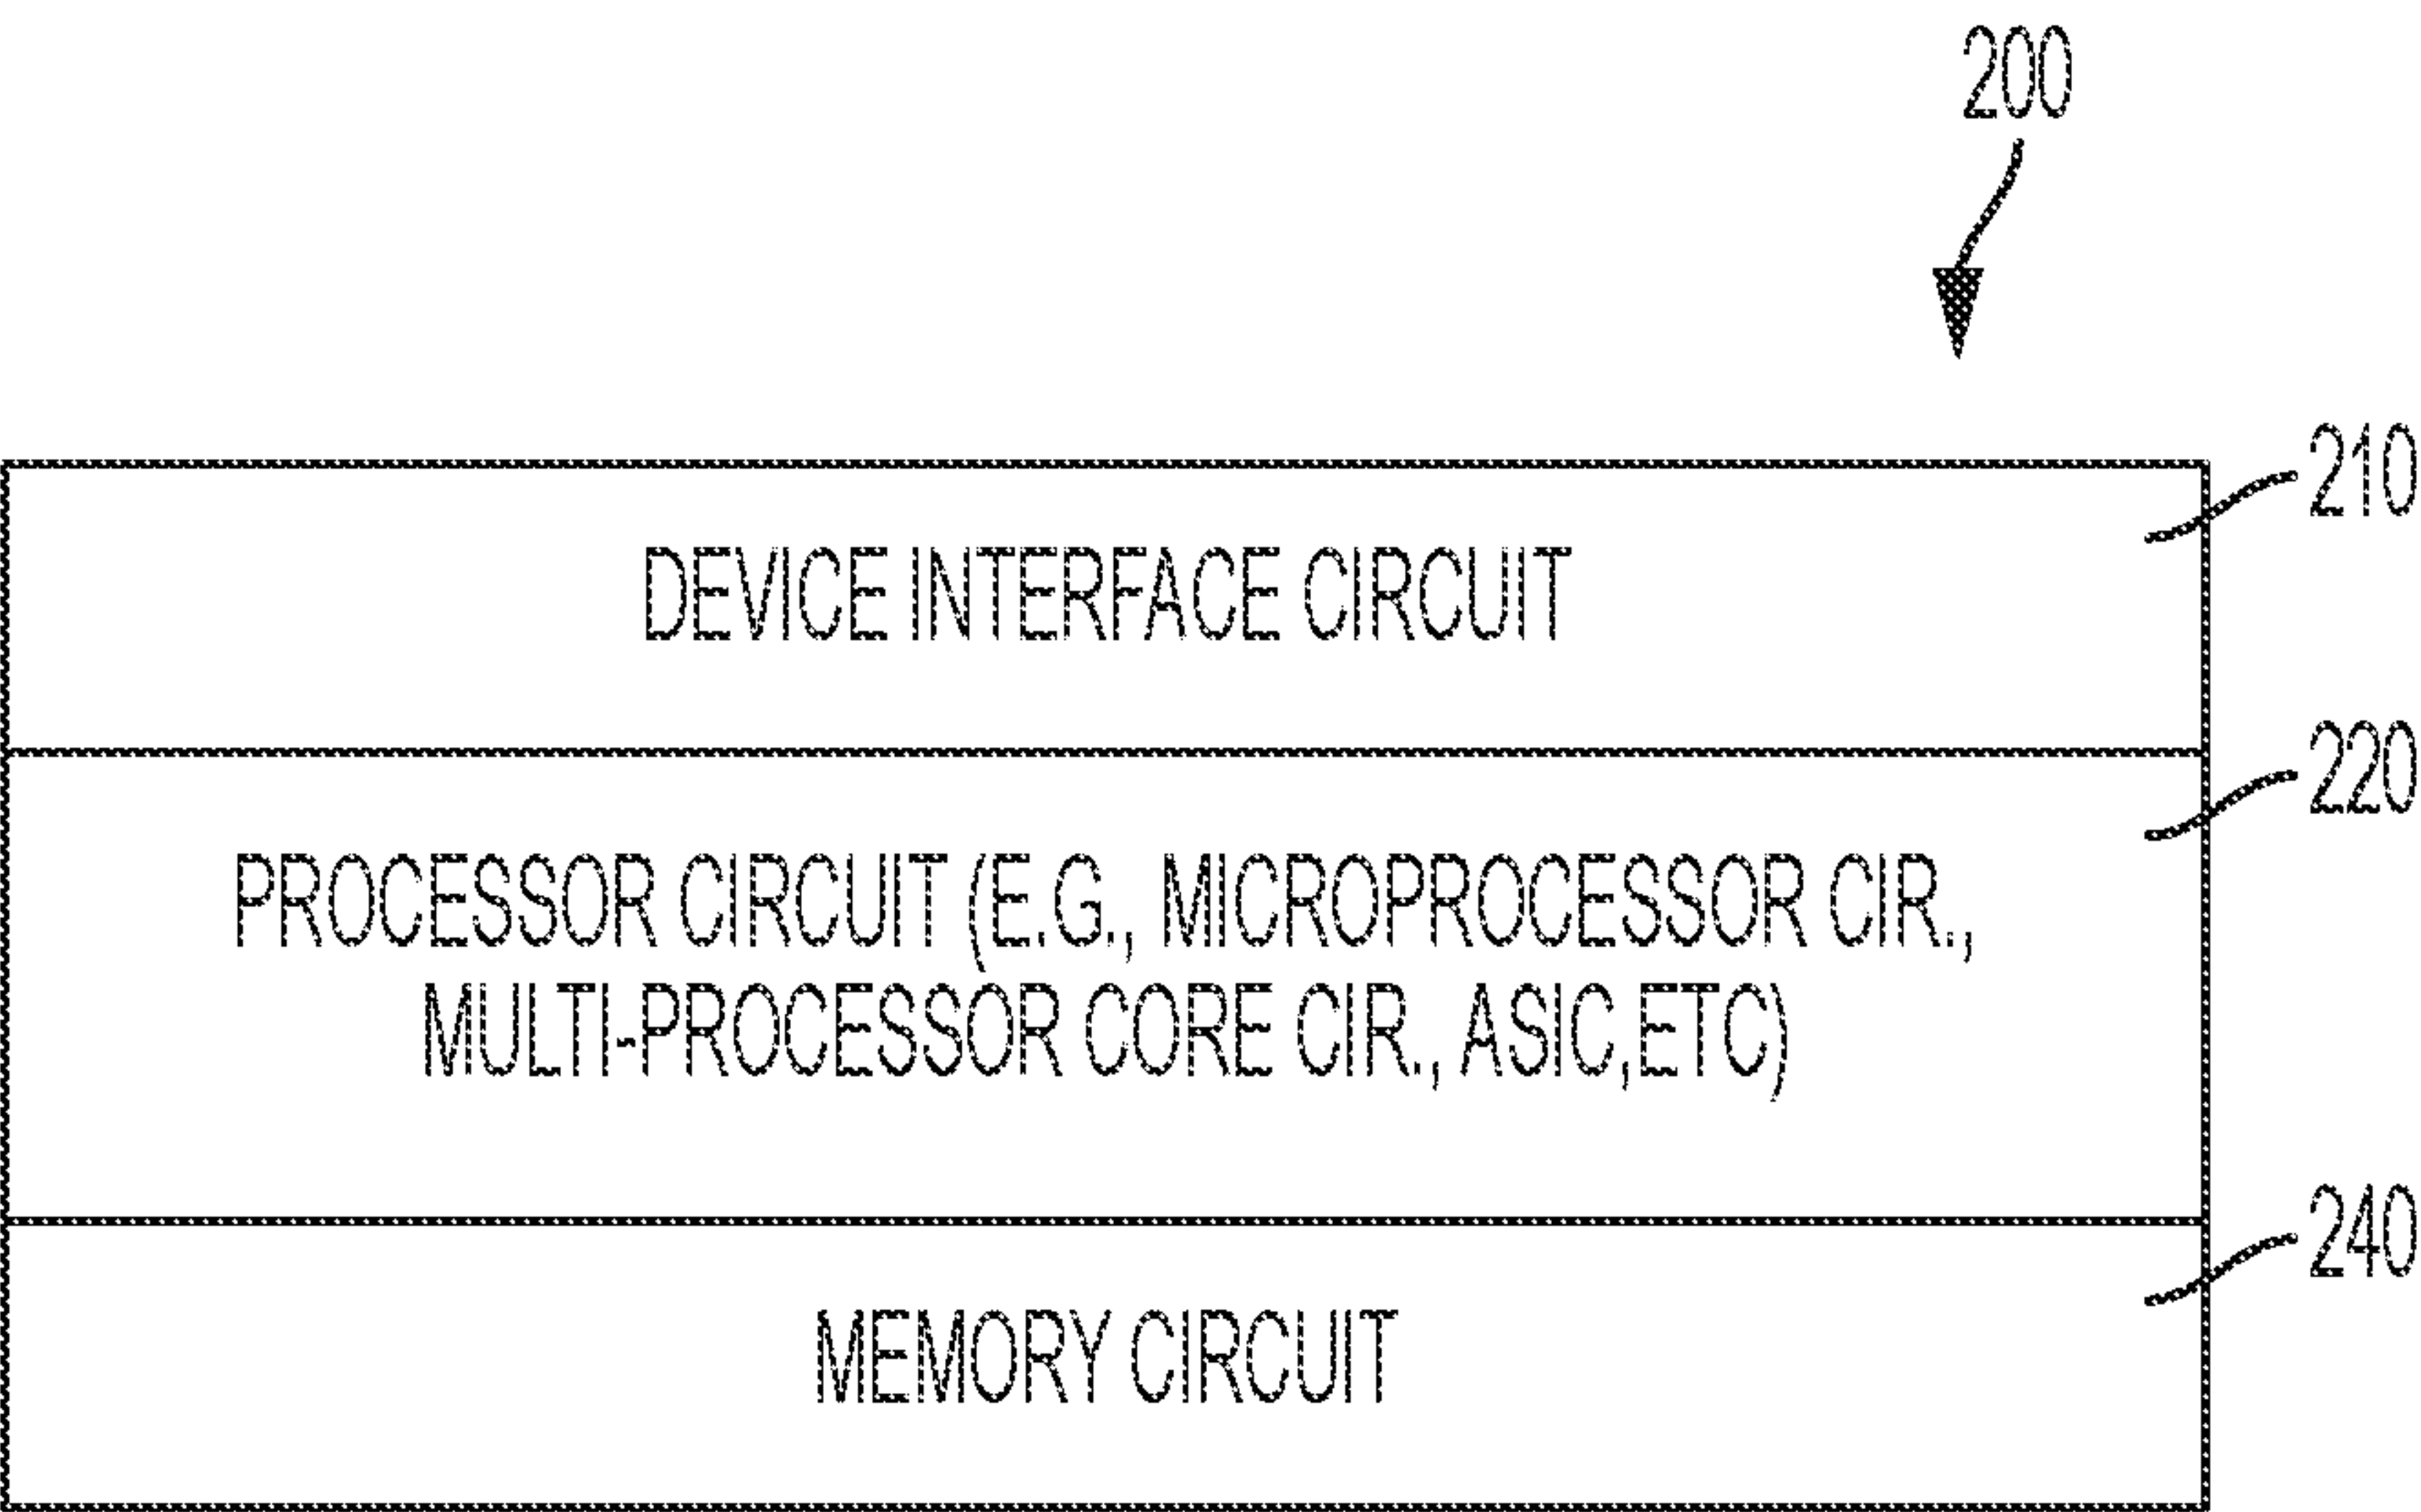 200
210
DEVICE INTERFACE CIRCUIT
220
PROCESSOR CIRCUIT (E.G., MICROPROCESSOR CIR.,
MULTI-PROCESSOR CORE CIR., ASIC,ETC)
240
MEMORY CIRCUIT